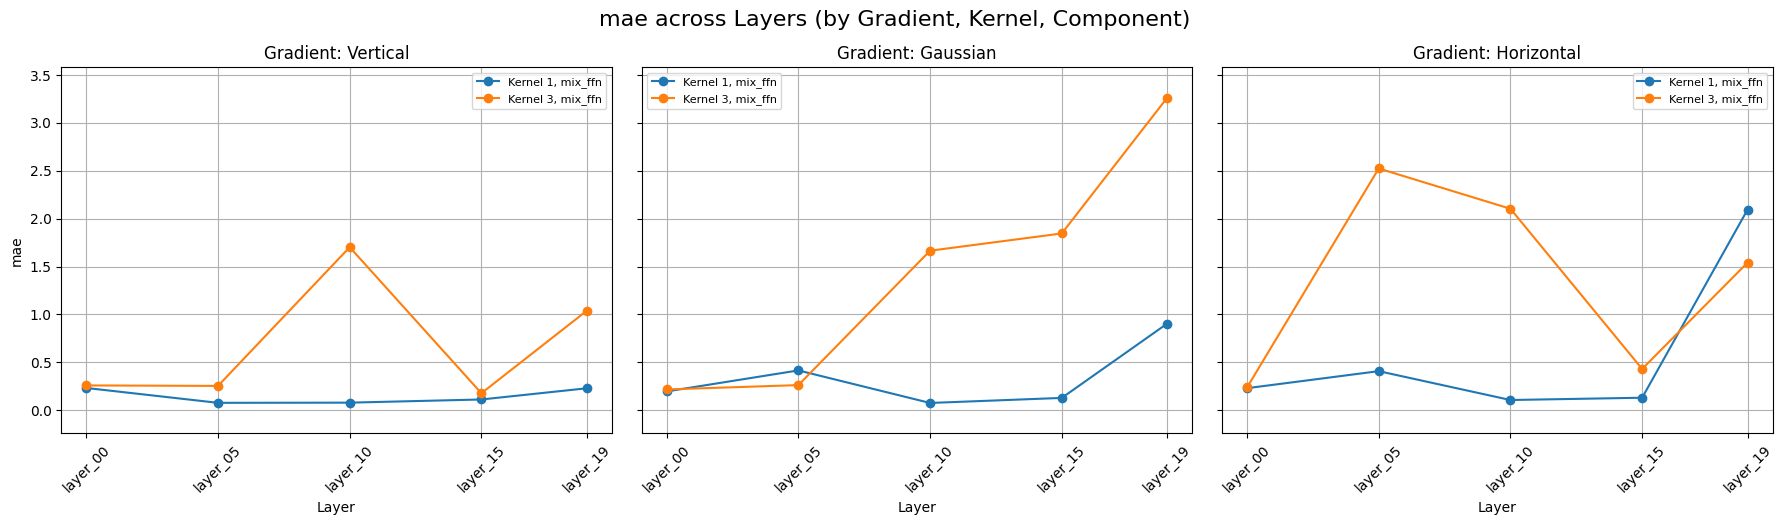 mae across Layers (by Gradient, Kernel, Component)
Gradient: Vertical
Kernel 1, mix_ffn
Kernel 3, mix_ffn
mae
3.5
3.0
2.5
2.0
1.5
1.0
0.5
0.0
layer_00
layer_05
layer_10
layer_15
layer_19
Layer
Gradient: Gaussian
Kernel 1, mix_ffn
Kernel 3, mix_ffn
layer_00
layer_05
layer_10
layer_15
layer_19
Layer
Gradient: Horizontal
Kernel 1, mix_ffn
Kernel 3, mix_ffn
layer_00
layer_05
layer_10
layer_15
layer_19
Layer